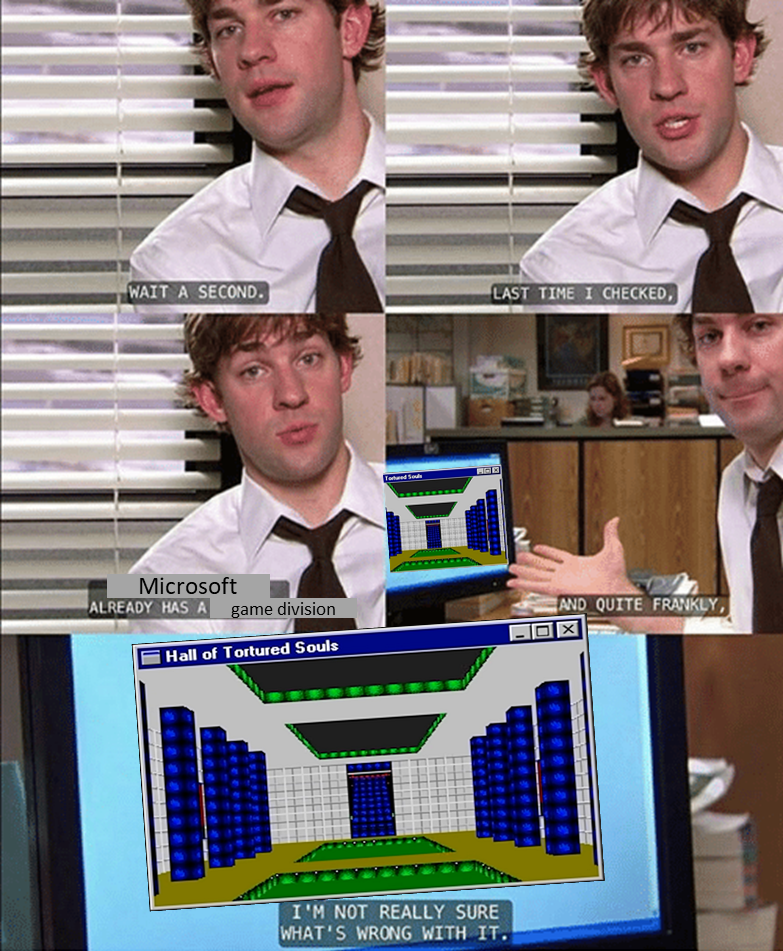 WAIT A SECOND.
LAST TIME I CHECKED,
Microsoft
ALREADY HAS A game division
Tortured Souls
AND QUITE FRANKLY,
Hall of Tortured Souls
I'M NOT REALLY SURE
WHAT'S WRONG WITH IT.